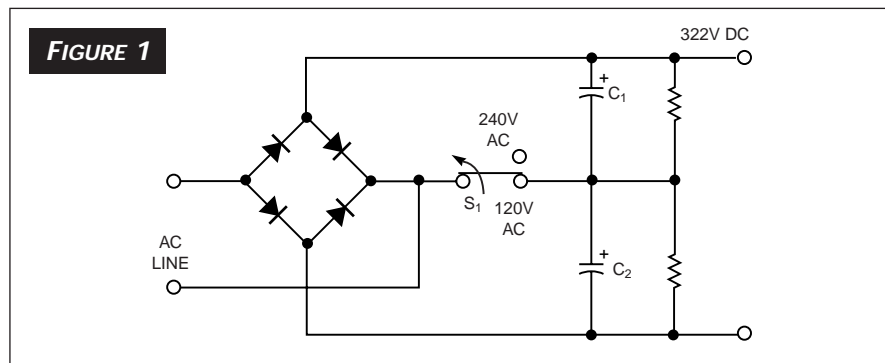 FIGURE 1
322V DC
+
C1
240V
AC
S1
120V
AC
AC
LINE
+
C2